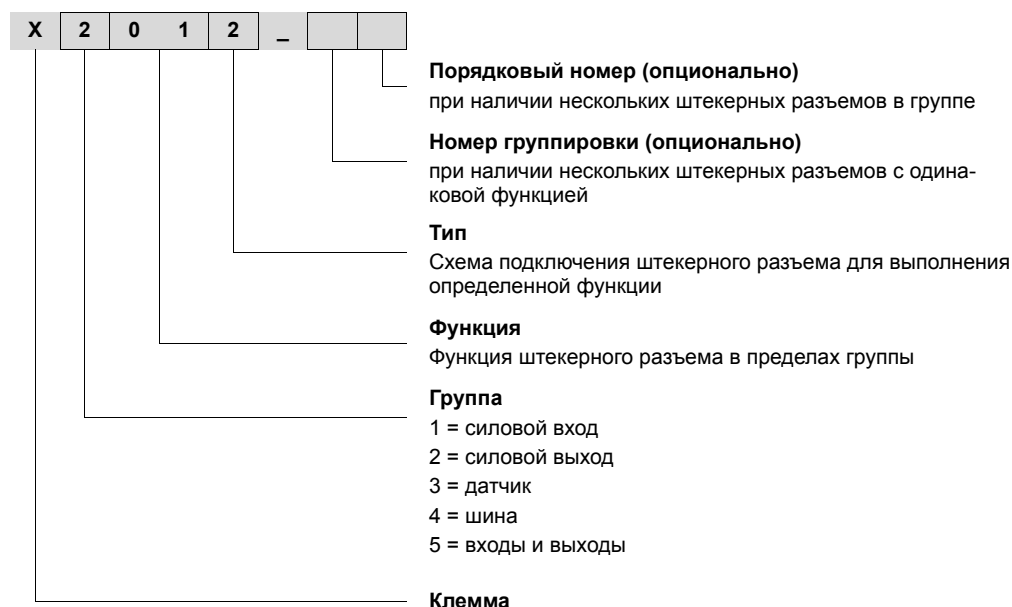 X 2 0 1 2 _
Порядковый номер (опционально)
при наличии нескольких штекерных разъемов в группе
Номер группировки (опционально)
при наличии нескольких штекерных разъемов с одина-
ковой функцией
Тип
Схема подключения штекерного разъема для выполнения
определенной функции
Функция
Функция штекерного разъема в пределах группы
Группа
1 = силовой вход
2 = силовой выход
3 = датчик
4 = шина
5 = входы и выходы
Клемма